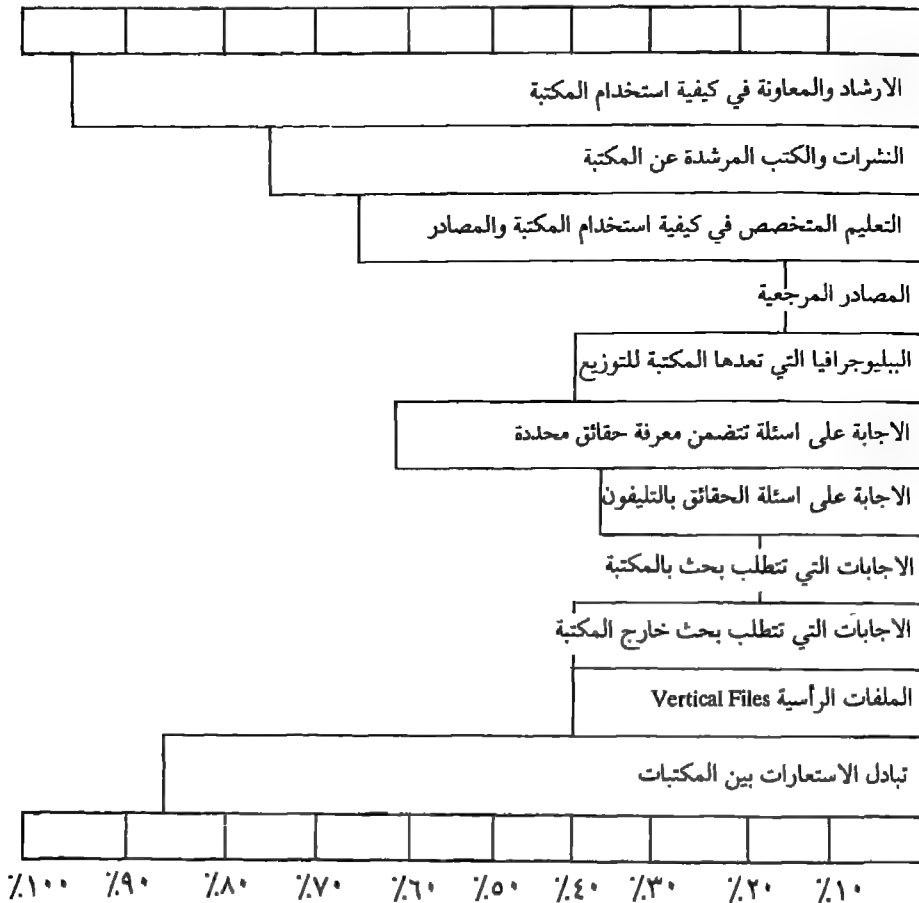 الارشاد والمعاونة في كيفية استخدام المكتبة
النشرات والكتب المرشدة عن المكتبة
التعليم المتخصص في كيفية استخدام المكتبة والمصادر
المصادر المرجعية
الببليوجرافيا التي تعدها المكتبة للتوزيع
الاجابة على اسئلة تتضمن معرفة حقائق محددة
الاجابة على اسئلة الحقائق بالتليفون
الاجابات التي تتطلب بحث بالمكتبة
الاجابات التي تتطلب بحث خارج المكتبة
الملفات الرأسية Vertical Files
تبادل الاستعارات بين المكتبات
٪١٠ ٪٢٠ ٪٣٠ ٪٤٠ ٪٥٠ ٪٦٠ ٪٧٠ ٪٨٠ ٪٩٠ ٪١٠٠